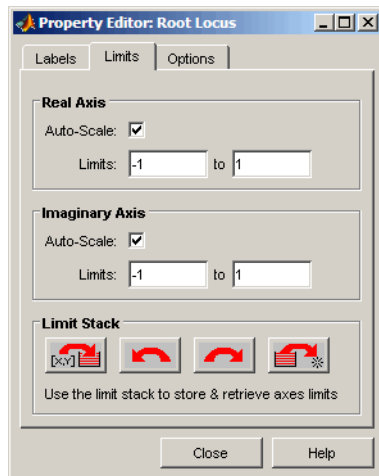 Property Editor: Root Locus
Labels Limits Options
Real Axis
Auto-Scale:
Limits: -1 to 1
Imaginary Axis
Auto-Scale:
Limits: -1 to 1
Limit Stack
[X,Y]
Use the limit stack to store & retrieve axes limits
Close Help